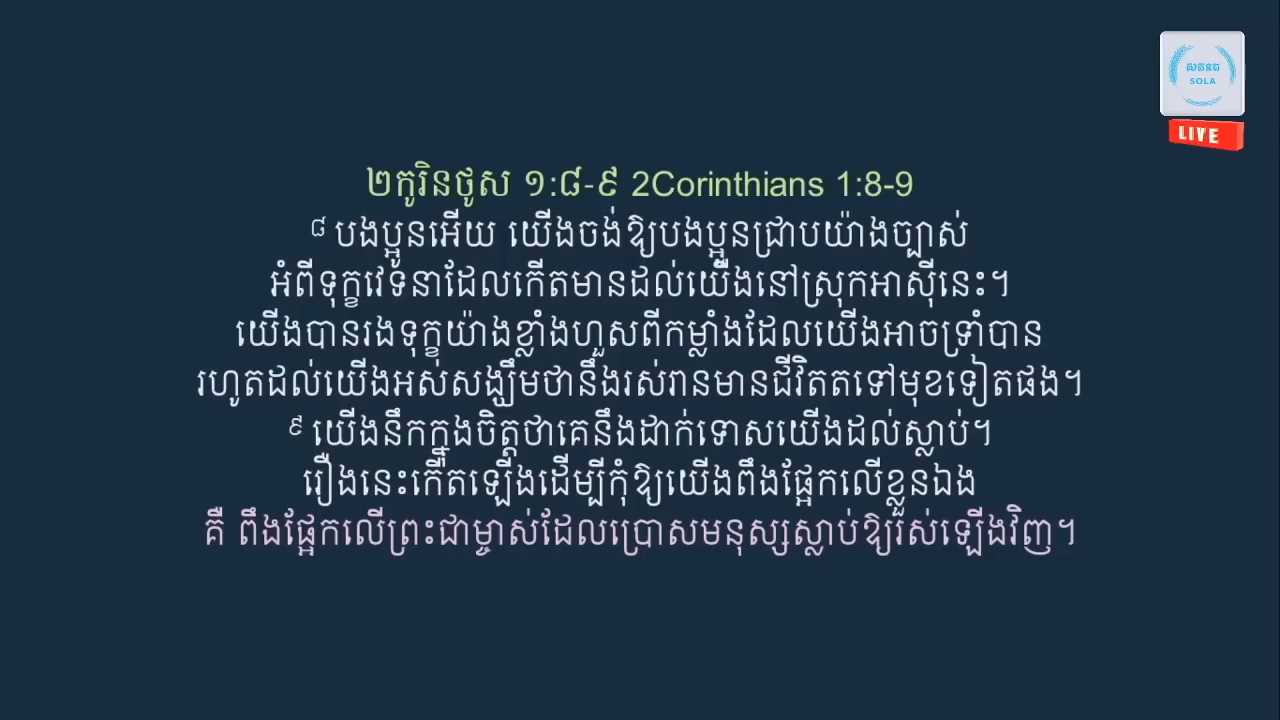 សធនធ
SOLA
LIVE
២កូរិនថូស ១:៨-៩ 2Corinthians 1:8-9
៨ បងប្អូនអើយ យើងចង់ឱ្យបងប្អូនជ្រាបយ៉ាងច្បាស់
អំពីទុក្ខវេទនាដែលកើតមានដល់យើងនៅស្រុកអាស៊ីនេះ។
យើងបានរងទុក្ខយ៉ាងខ្លាំងហួសពីកម្លាំងដែលយើងអាចទ្រាំបាន
រហូតដល់យើងអស់សង្ឃឹមថានឹងរស់រានមានជីវិតតទៅមុខទៀតផង។
៩ យើងនឹកក្នុងចិត្តថាគេនឹងដាក់ទោសយើងដល់ស្លាប់។
រឿងនេះកើតឡើងដើម្បីកុំឱ្យយើងពឹងផ្អែកលើខ្លួនឯង
គឺ ពឹងផ្អែកលើព្រះជាម្ចាស់ដែលប្រោសមនុស្សស្លាប់ឱ្យរស់ឡើងវិញ។